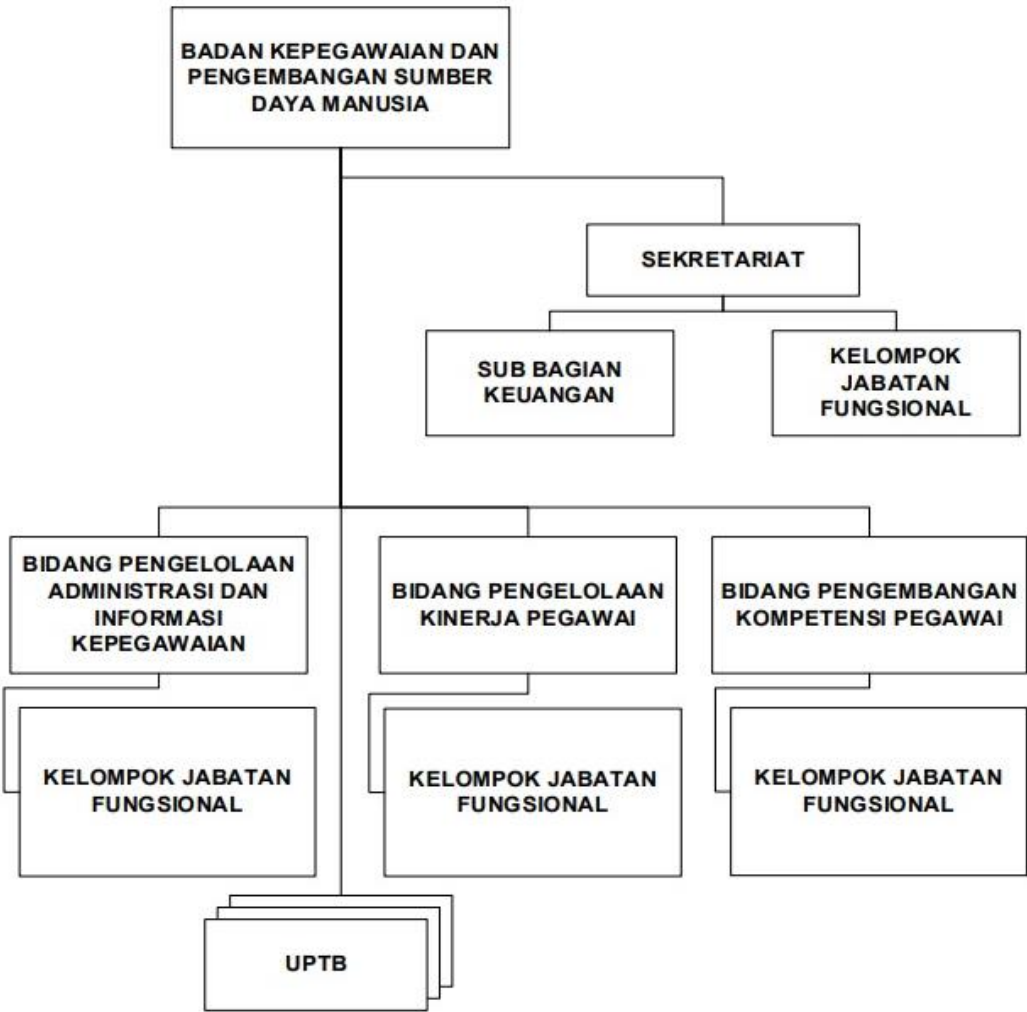 BADAN KEPEGAWAIAN DAN
PENGEMBANGAN SUMBER
DAYA MANUSIA
SEKRETARIAT
SUB BAGIAN
KEUANGAN
KELOMPOK
JABATAN
FUNGSIONAL
BIDANG PENGELOLAAN
ADMINISTRASI DAN
INFORMASI
KEPEGAWAIAN
BIDANG PENGELOLAAN
KINERJA PEGAWAI
BIDANG PENGEMBANGAN
KOMPETENSI PEGAWAI
KELOMPOK JABATAN
FUNGSIONAL
KELOMPOK JABATAN
FUNGSIONAL
KELOMPOK JABATAN
FUNGSIONAL
UPTB